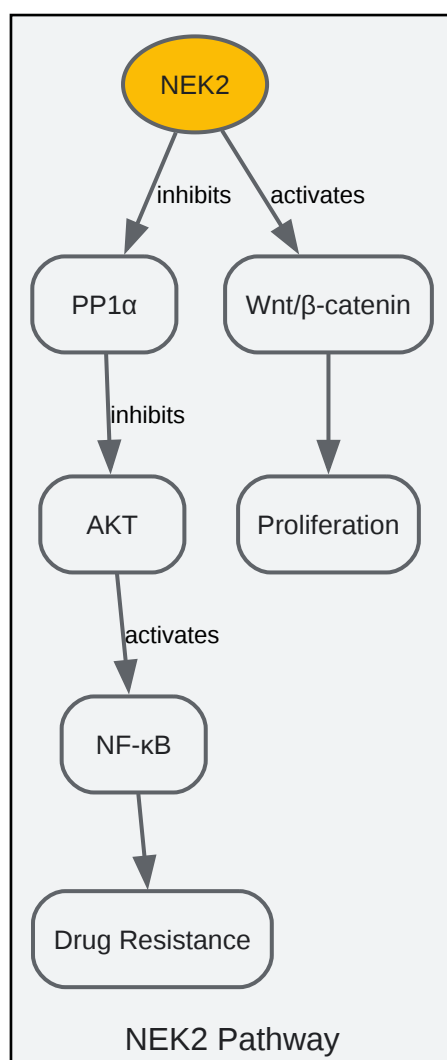 NEK2
inhibits
activates
PP1α
Wnt/β-catenin
inhibits
AKT
Proliferation
activates
NF-κB
Drug Resistance
NEK2 Pathway